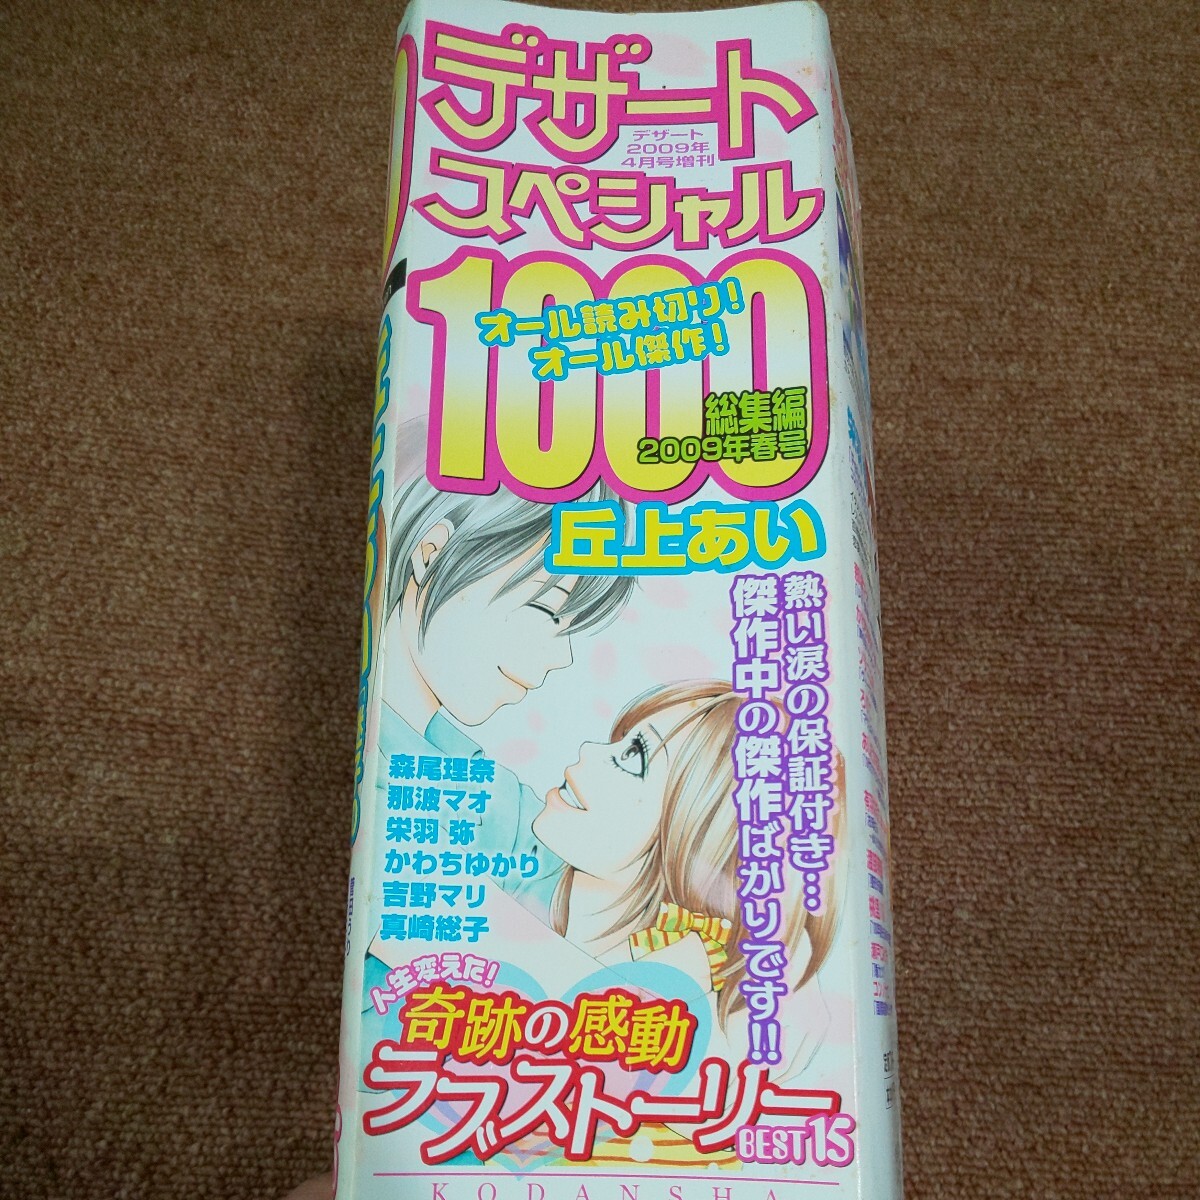 デザート
デザート
2009年
4月号増刊
スペシャル
1000
オール読み切り!
オール傑作!
総集編
2009年春号
丘上あい
熱い涙の保証付き…
傑作中の傑作ばかりです!!
森尾理奈
那波マオ
栄羽 弥
かわちゆかり
吉野マリ
真崎総子
人生変えた!
奇跡の感動
ラブストーリー
BEST15
KODANSHA